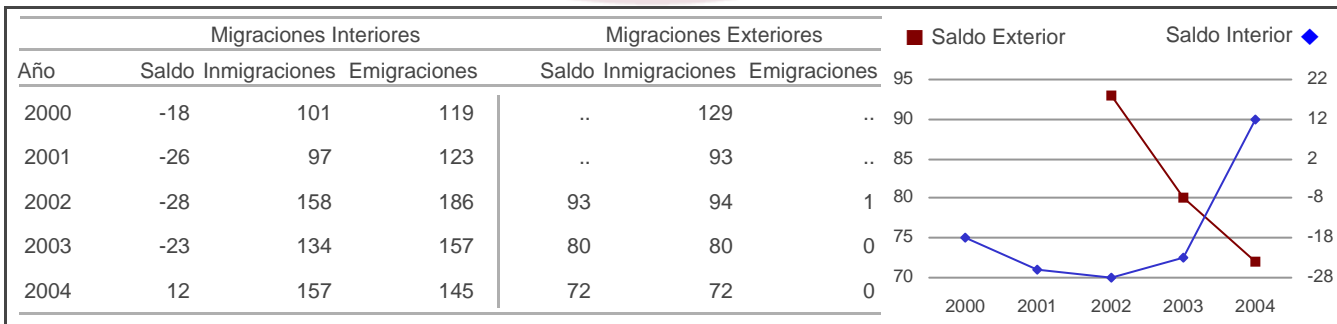 Migraciones Interiores Migraciones Exteriores
Año Saldo Inmigraciones Emigraciones Saldo Inmigraciones Emigraciones
2000 -18 101 119 .. 129 ..
2001 -26 97 123 .. 93 ..
2002 -28 158 186 93 94 1
2003 -23 134 157 80 80 0
2004 12 157 145 72 72 0
Saldo Exterior Saldo Interior
95 22
90 12
85 2
80 -8
75 -18
70 -28
2000 2001 2002 2003 2004